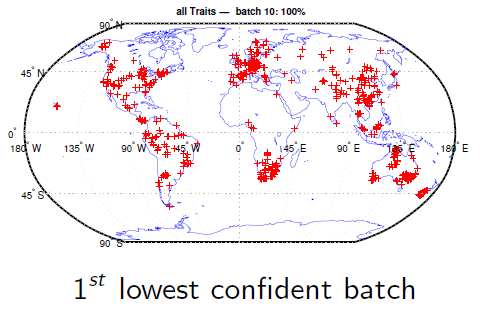 all Traits — batch 10: 100%
90° N
45° N
0°
180° W 135° W 90° W 45° W 0° 45° E 90° E 135° E 180° E
45° S
90° S
1st lowest confident batch